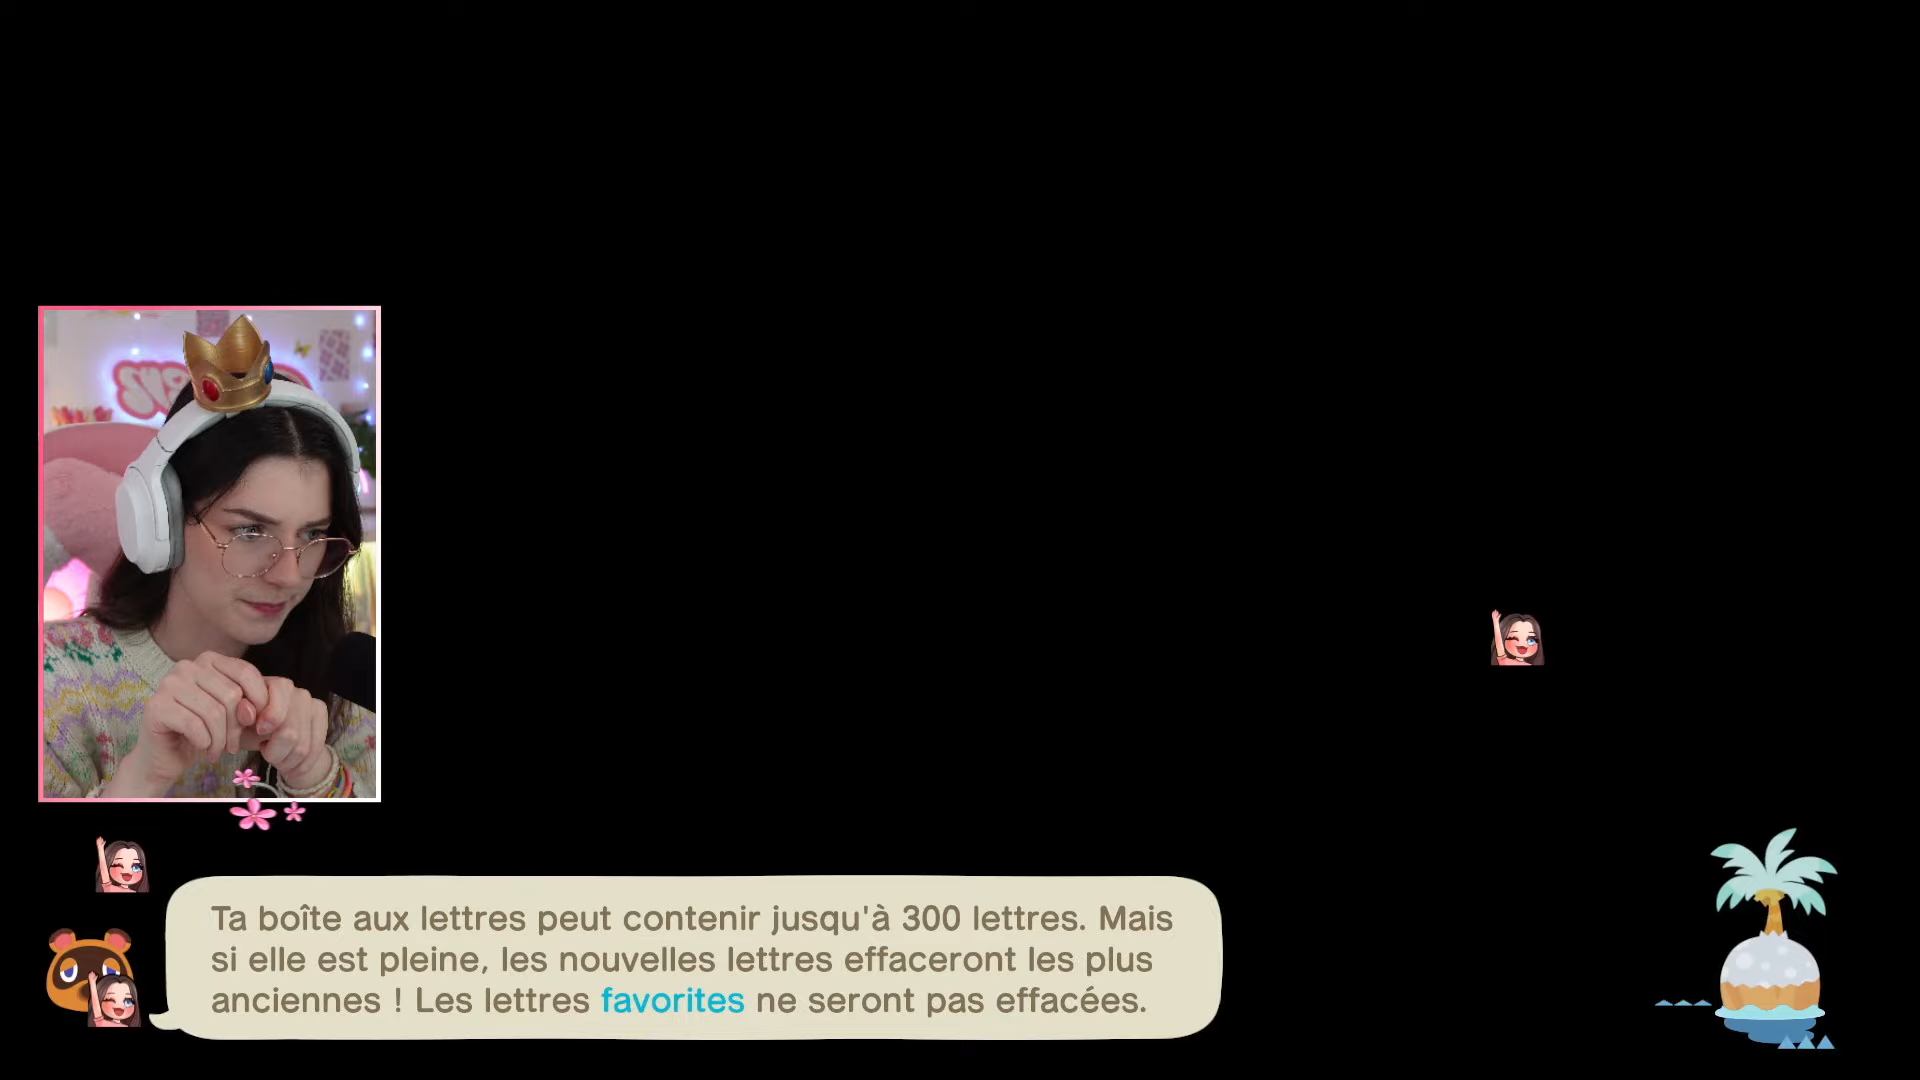 Ta boîte aux lettres peut contenir jusqu'à 300 lettres. Mais
si elle est pleine, les nouvelles lettres effaceront les plus
anciennes ! Les lettres favorites ne seront pas effacées.